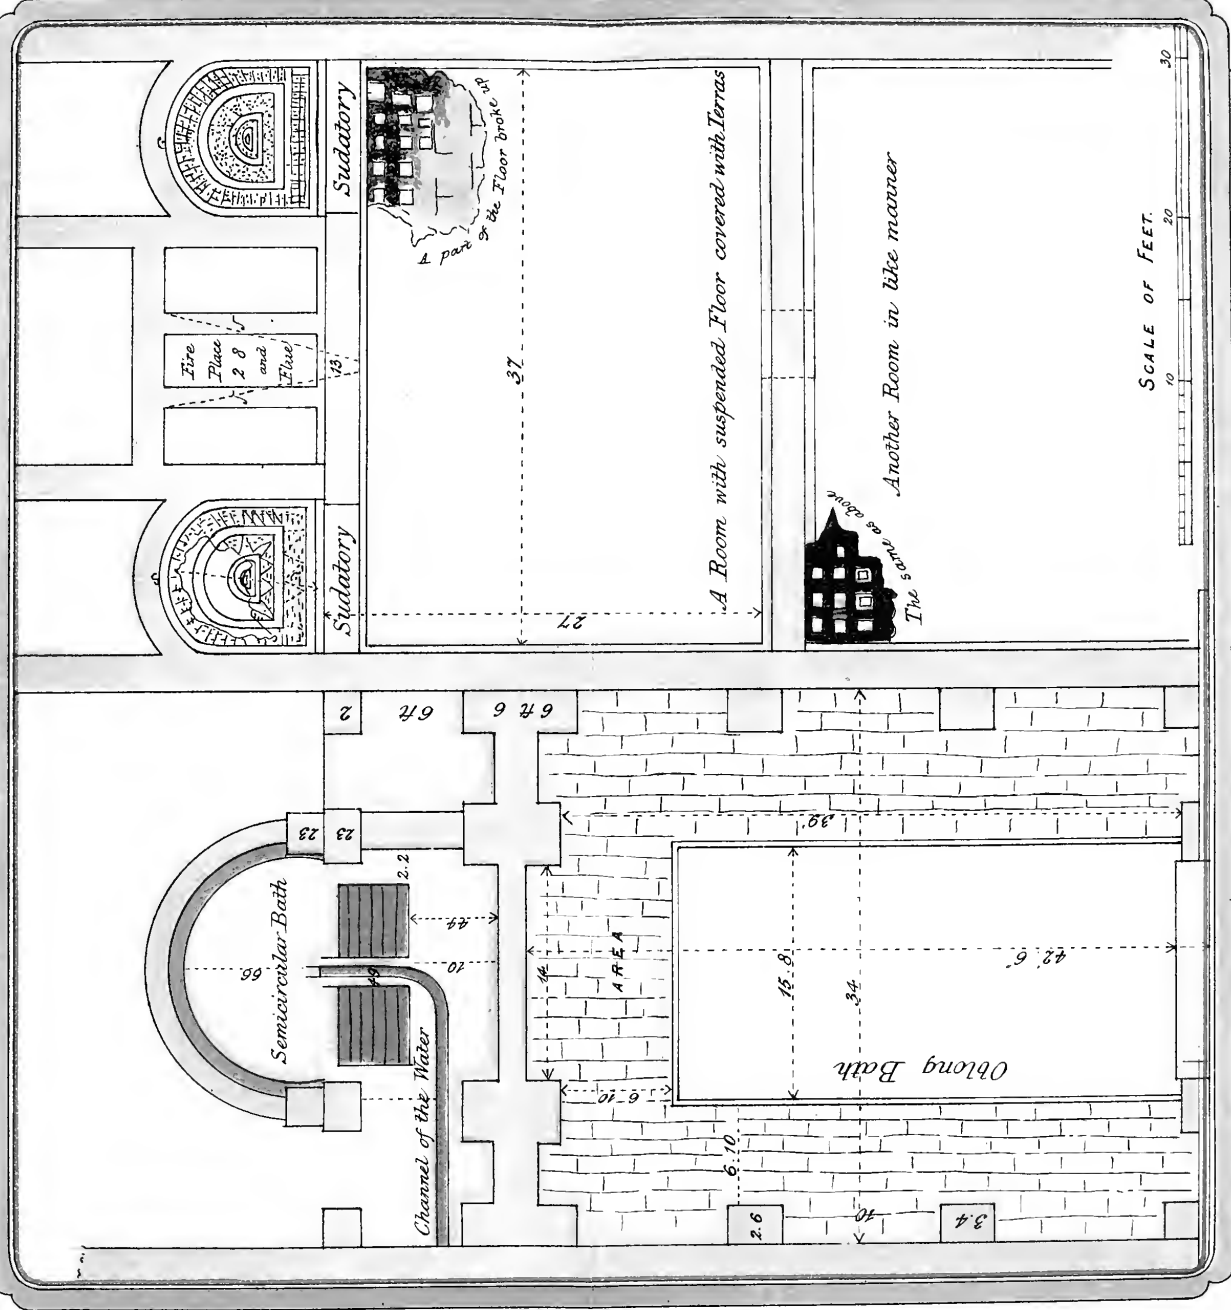 Sudatory
Sudatory
Fire
Place
2 8
and
Flue
13
A part of the Floor broke up
37
27
A Room with suspended Floor covered with Terras
Another Room in like manner
The same as above
SCALE OF FEET.
10
20
30
2
6 ft
6 ft 6
23
23
2.2
Semicircular Bath
66
49
44
10
Channel of the Water
14
AREA
39'
15.8
34
42'. 6"
Oblong Bath
6-10
6.10
2.6
10
3.4